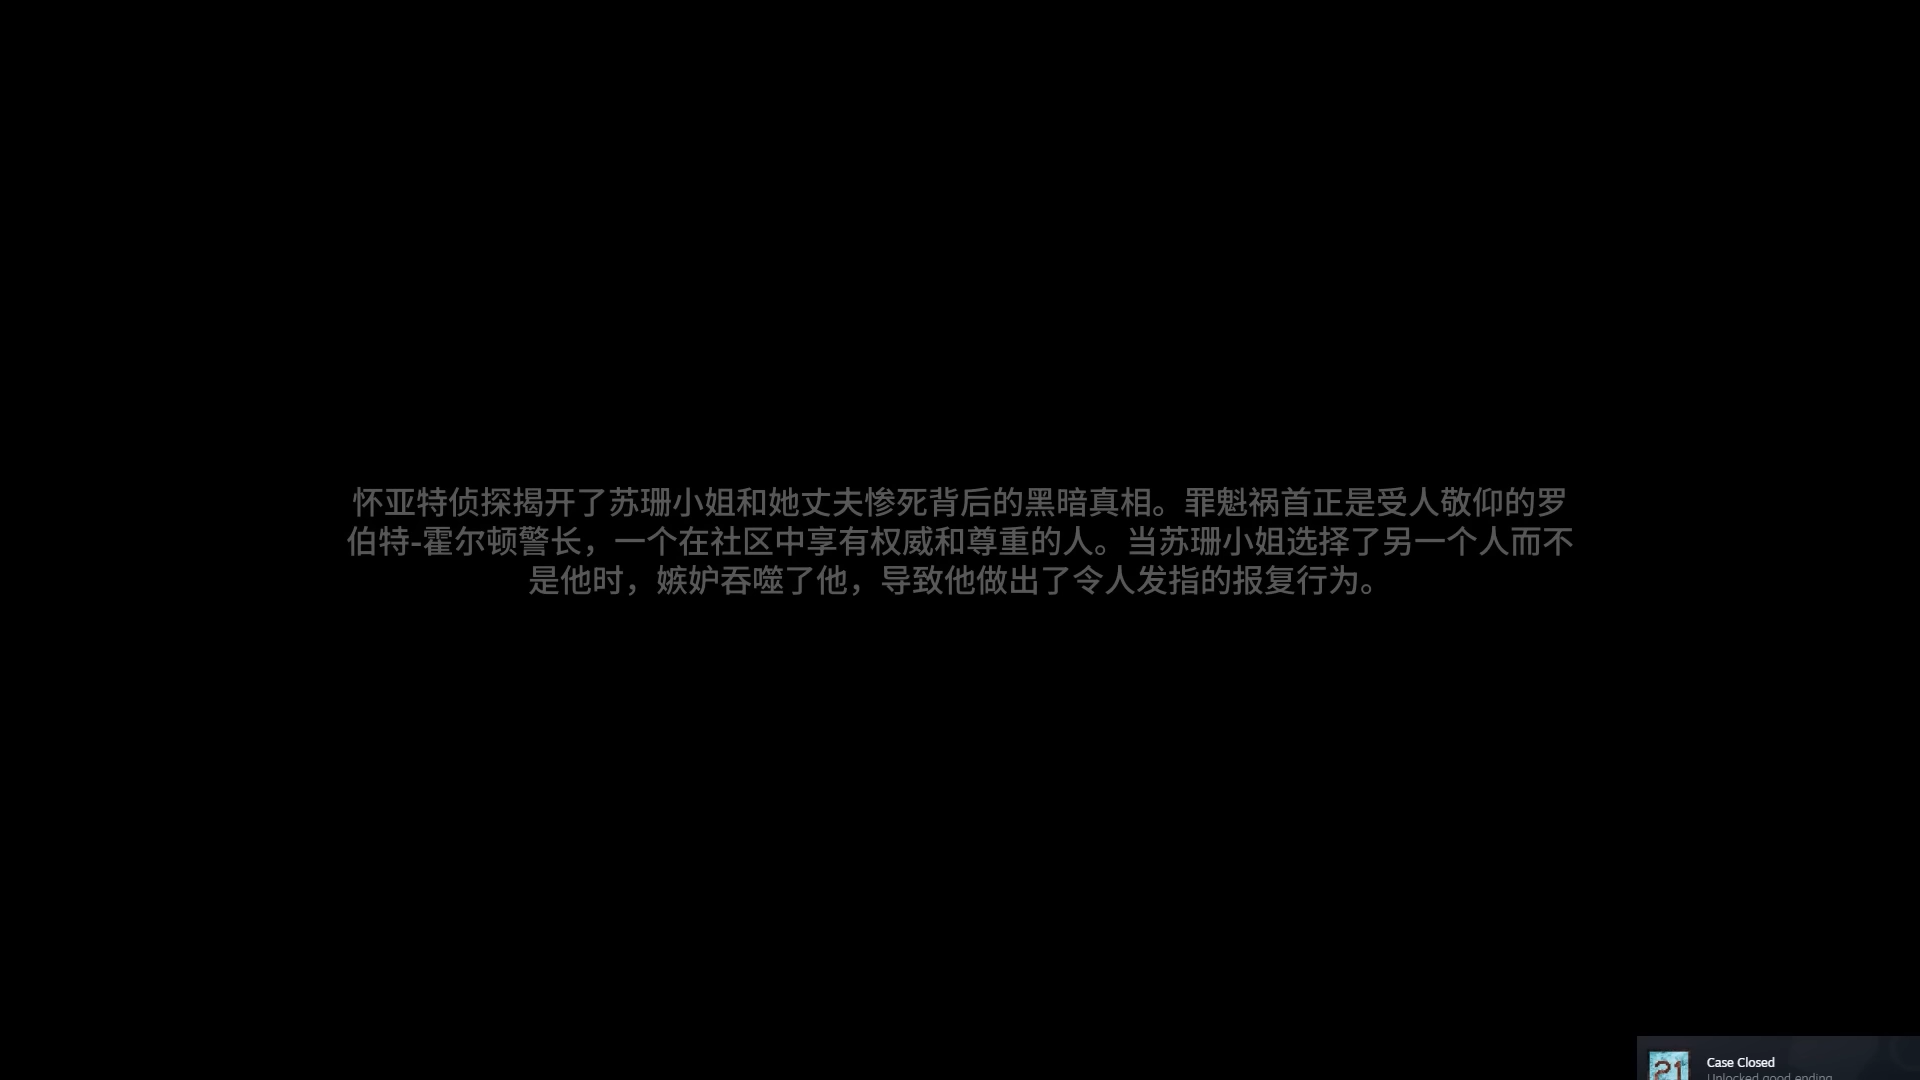 怀亚特侦探揭开了苏珊小姐和她丈夫惨死背后的黑暗真相。罪魁祸首正是受人敬仰的罗
伯特-霍尔顿警长，一个在社区中享有权威和尊重的人。当苏珊小姐选择了另一个人而不
是他时，嫉妒吞噬了他，导致他做出了令人发指的报复行为。
21
Case Closed
Unlocked good ending